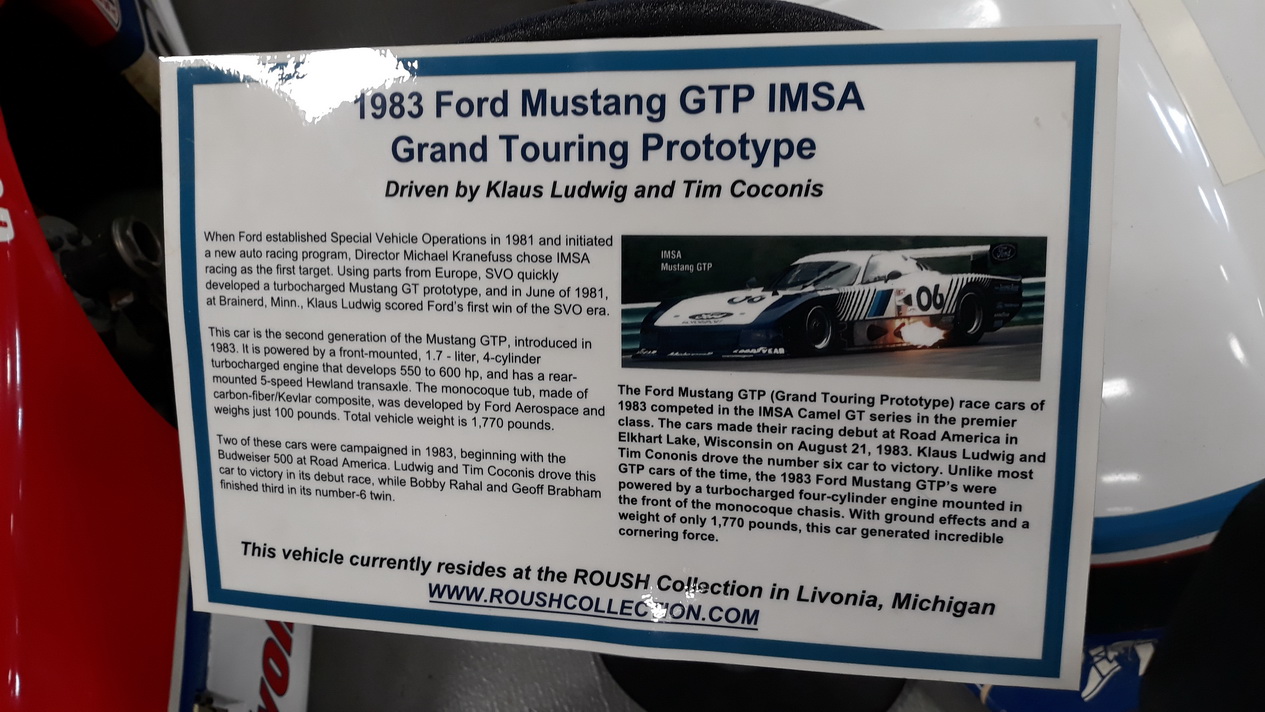 1983 Ford Mustang GTP IMSA
Grand Touring Prototype
Driven by Klaus Ludwig and Tim Coconis
When Ford established Special Vehicle Operations in 1981 and initiated
a new auto racing program, Director Michael Kranefuss chose IMSA
racing as the first target. Using parts from Europe, SVO quickly
developed a turbocharged Mustang GT prototype, and in June of 1981,
at Brainerd, Minn., Klaus Ludwig scored Ford's first win of the SVO era.
This car is the second generation of the Mustang GTP, introduced in
1983. It is powered by a front-mounted, 1.7 - liter, 4-cylinder
turbocharged engine that develops 550 to 600 hp, and has a rear-
mounted 5-speed Hewland transaxle. The monocoque tub, made of
carbon-fiber/Kevlar composite, was developed by Ford Aerospace and
weighs just 100 pounds. Total vehicle weight is 1,770 pounds.
Two of these cars were campaigned in 1983, beginning with the
Budweiser 500 at Road America. Ludwig and Tim Coconis drove this
car to victory in its debut race, while Bobby Rahal and Geoff Brabham
finished third in its number-6 twin.
IMSA
Mustang GTP
06
06
Ford
GOODYEAR
The Ford Mustang GTP (Grand Touring Prototype) race cars of
1983 competed in the IMSA Camel GT series in the premier
class. The cars made their racing debut at Road America in
Elkhart Lake, Wisconsin on August 21, 1983. Klaus Ludwig and
Tim Cononis drove the number six car to victory. Unlike most
GTP cars of the time, the 1983 Ford Mustang GTP's were
powered by a turbocharged four-cylinder engine mounted in
the front of the monocoque chasis. With ground effects and a
weight of only 1,770 pounds, this car generated incredible
cornering force.
This vehicle currently resides at the ROUSH Collection in Livonia, Michigan
WWW.ROUSHCOLLECTION.COM